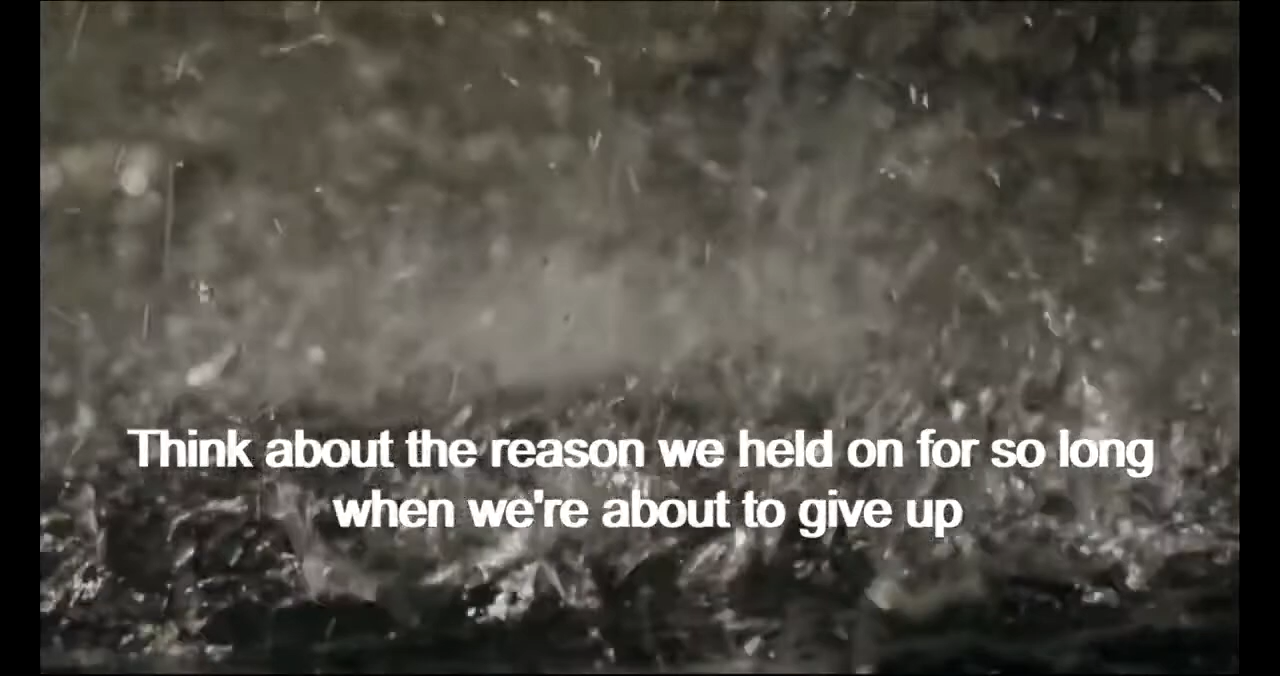 Think about the reason we held on for so long
when we're about to give up